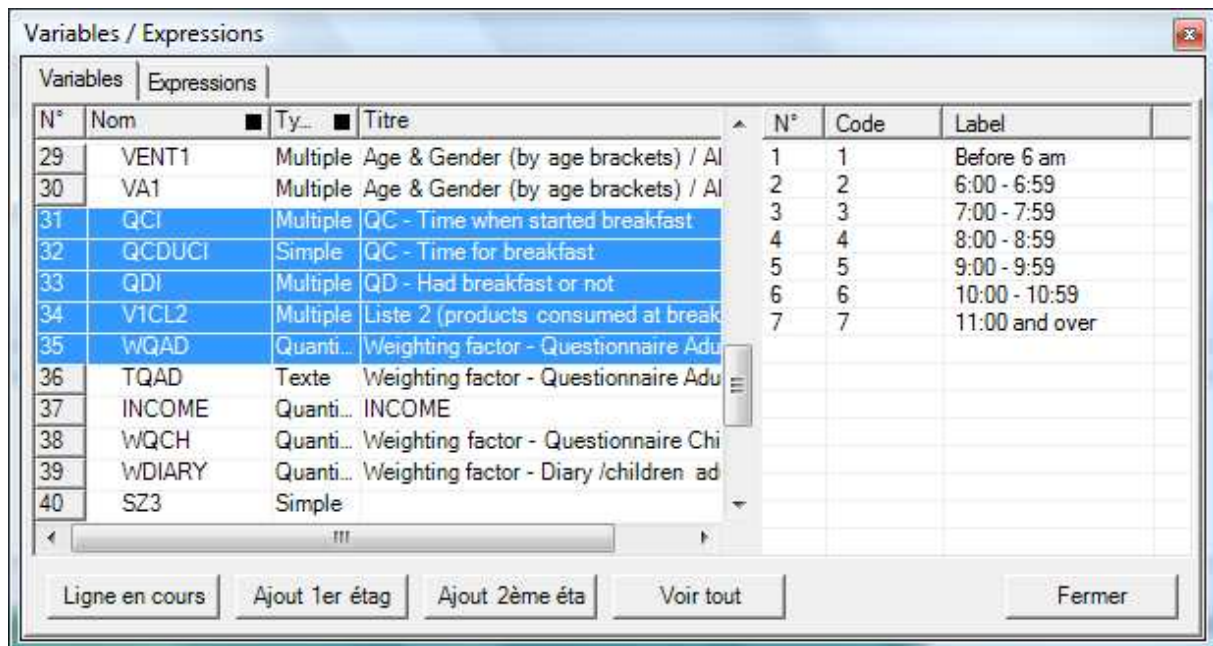 Variables / Expressions
Variables Expressions
N° Nom Ty... Titre
29 VENT1 Multiple Age & Gender (by age brackets) / Al
30 VA1 Multiple Age & Gender (by age brackets) / Al
31 QCI Multiple QC - Time when started breakfast
32 QCDUCI Simple QC - Time for breakfast
33 QDI Multiple QD - Had breakfast or not
34 V1CL2 Multiple Liste 2 (products consumed at break
35 WQAD Quanti... Weighting factor - Questionnaire Adu
36 TQAD Texte Weighting factor - Questionnaire Adu
37 INCOME Quanti... INCOME
38 WQCH Quanti... Weighting factor - Questionnaire Chi
39 WDIARY Quanti... Weighting factor - Diary /children ad
40 SZ3 Simple
N° Code Label
1 1 Before 6 am
2 2 6:00 - 6:59
3 3 7:00 - 7:59
4 4 8:00 - 8:59
5 5 9:00 - 9:59
6 6 10:00 - 10:59
7 7 11:00 and over
Ligne en cours Ajout 1er étag Ajout 2ème éta Voir tout Fermer